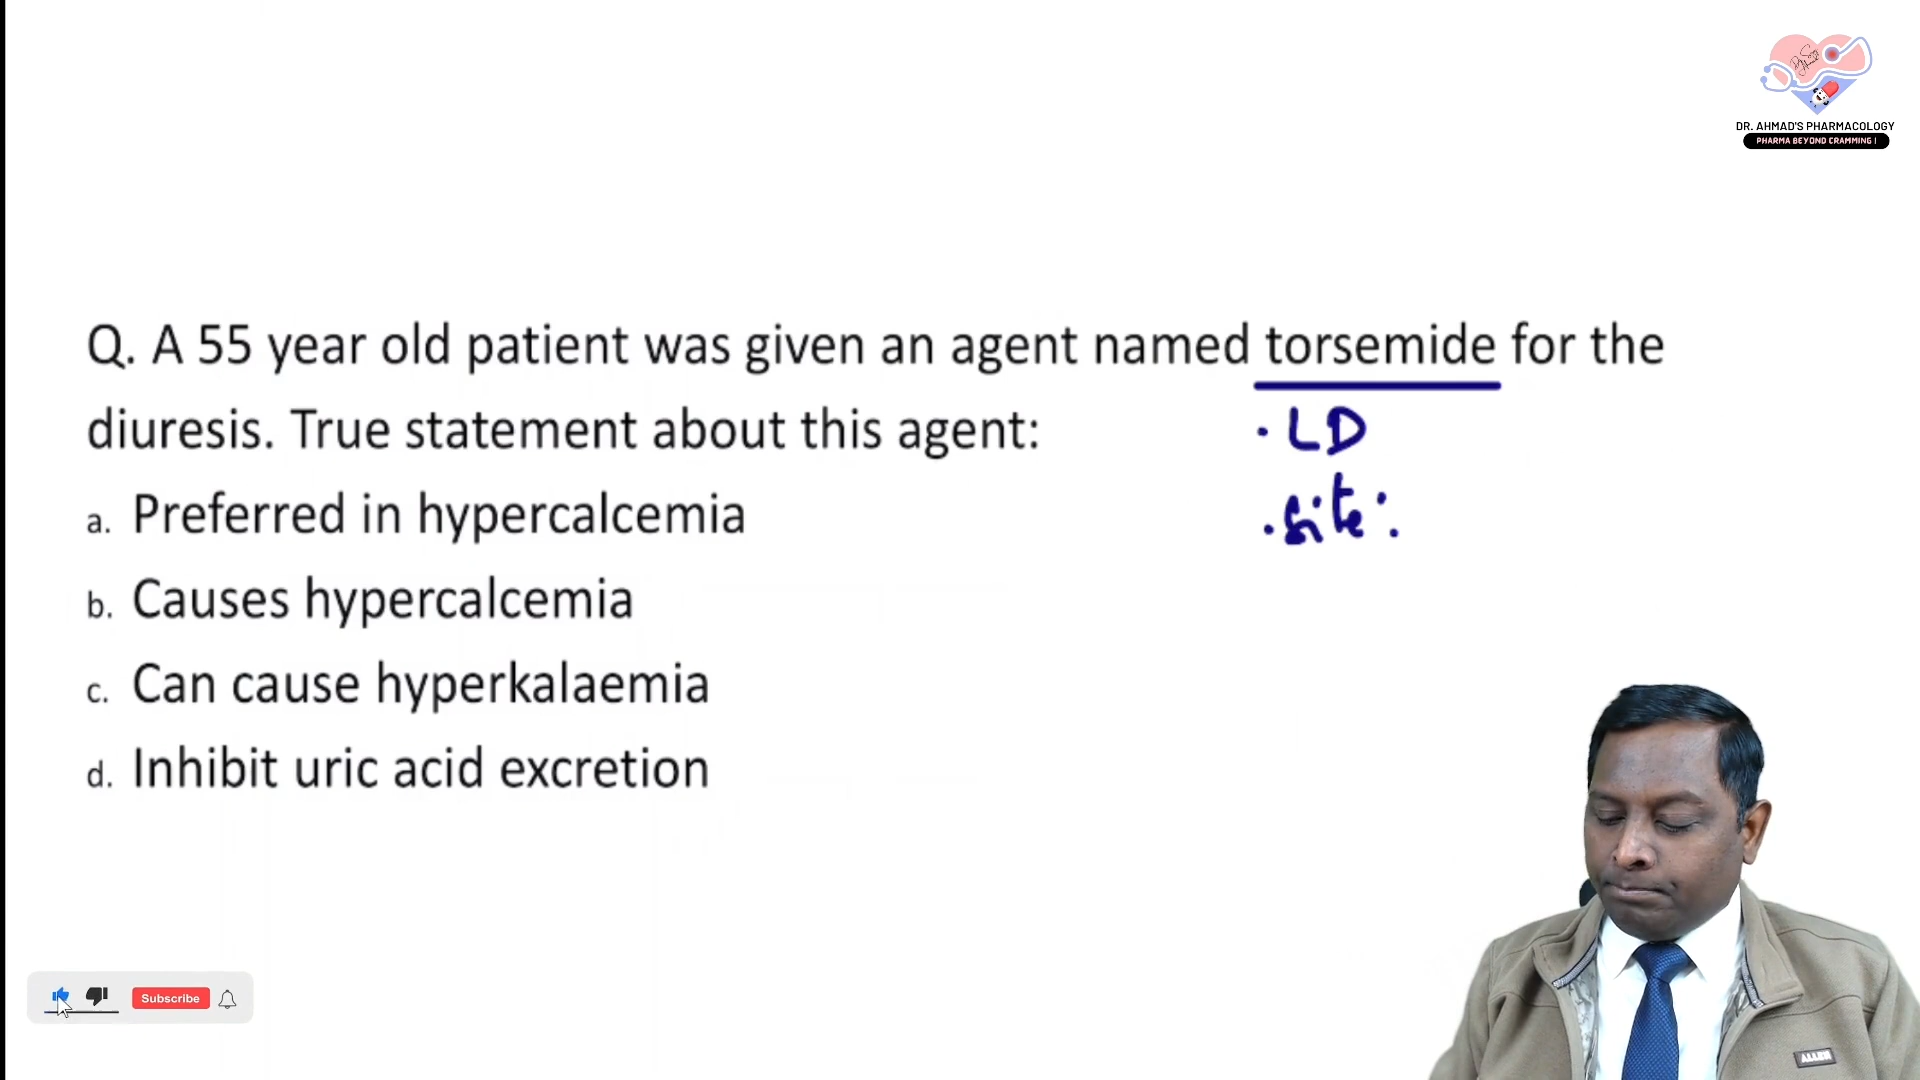 DR. AHMAD'S PHARMACOLOGY
PHARMA BEYOND CRAMMING !
Q. A 55 year old patient was given an agent named torsemide for the
diuresis. True statement about this agent:
· LD
a. Preferred in hypercalcemia
· site :
b. Causes hypercalcemia
c. Can cause hyperkalaemia
d. Inhibit uric acid excretion
Subscribe
ALLEN